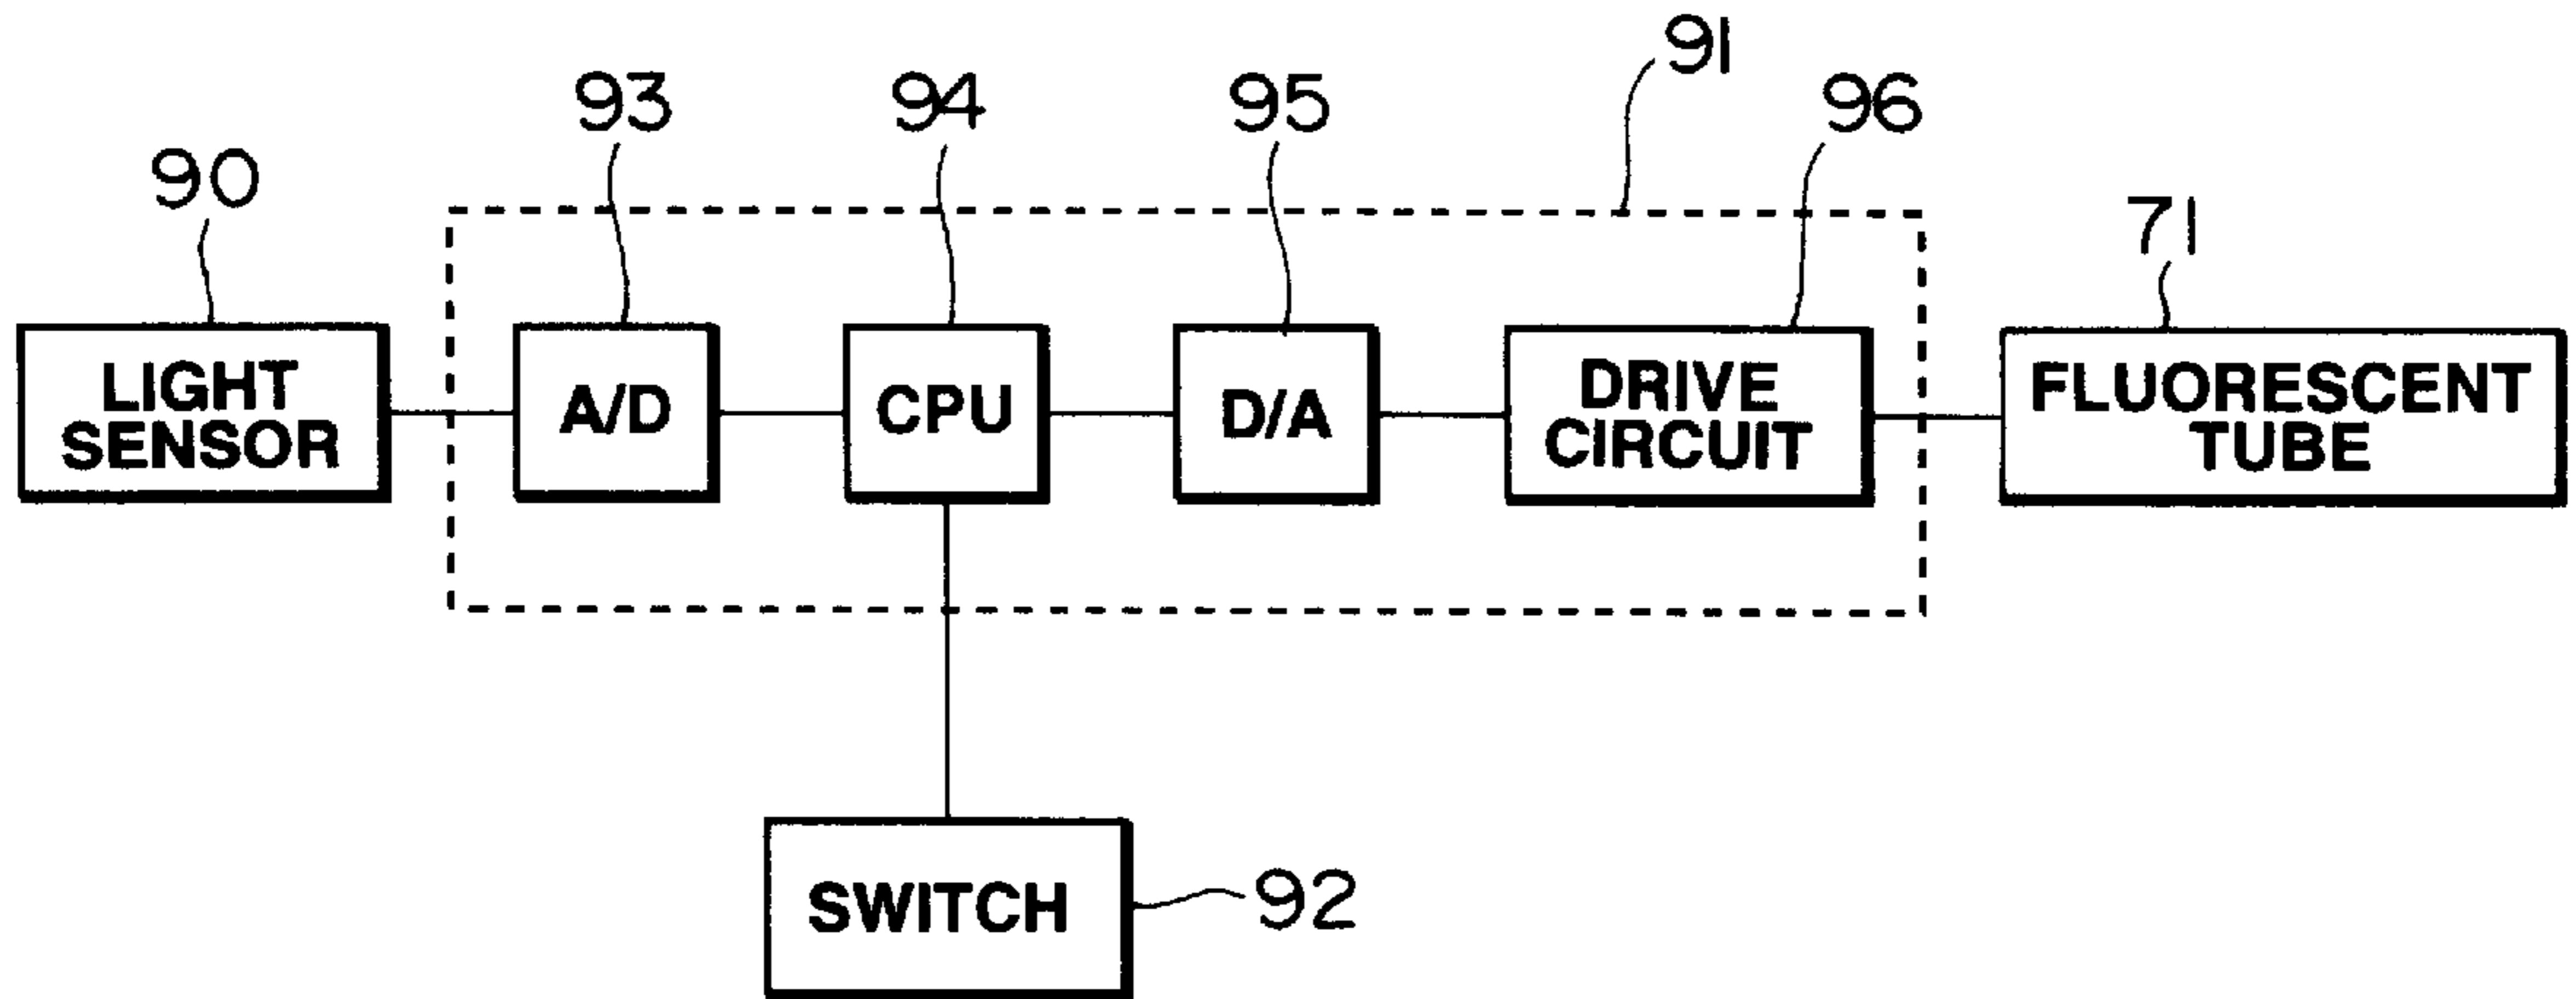 91
93
94
95
96
90
71
LIGHT
SENSOR
A/D
CPU
D/A
DRIVE
CIRCUIT
FLUORESCENT
TUBE
SWITCH
92